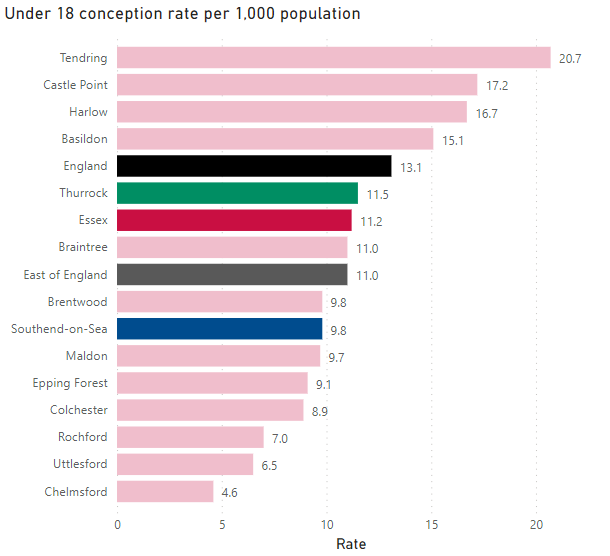 Under 18 conception rate per 1,000 population
Tendring 20.7
Castle Point 17.2
Harlow 16.7
Basildon 15.1
England 13.1
Thurrock 11.5
Essex 11.2
Braintree 11.0
East of England 11.0
Brentwood 9.8
Southend-on-Sea 9.8
Maldon 9.7
Epping Forest 9.1
Colchester 8.9
Rochford 7.0
Uttlesford 6.5
Chelmsford 4.6
0 5 10 15 20
Rate